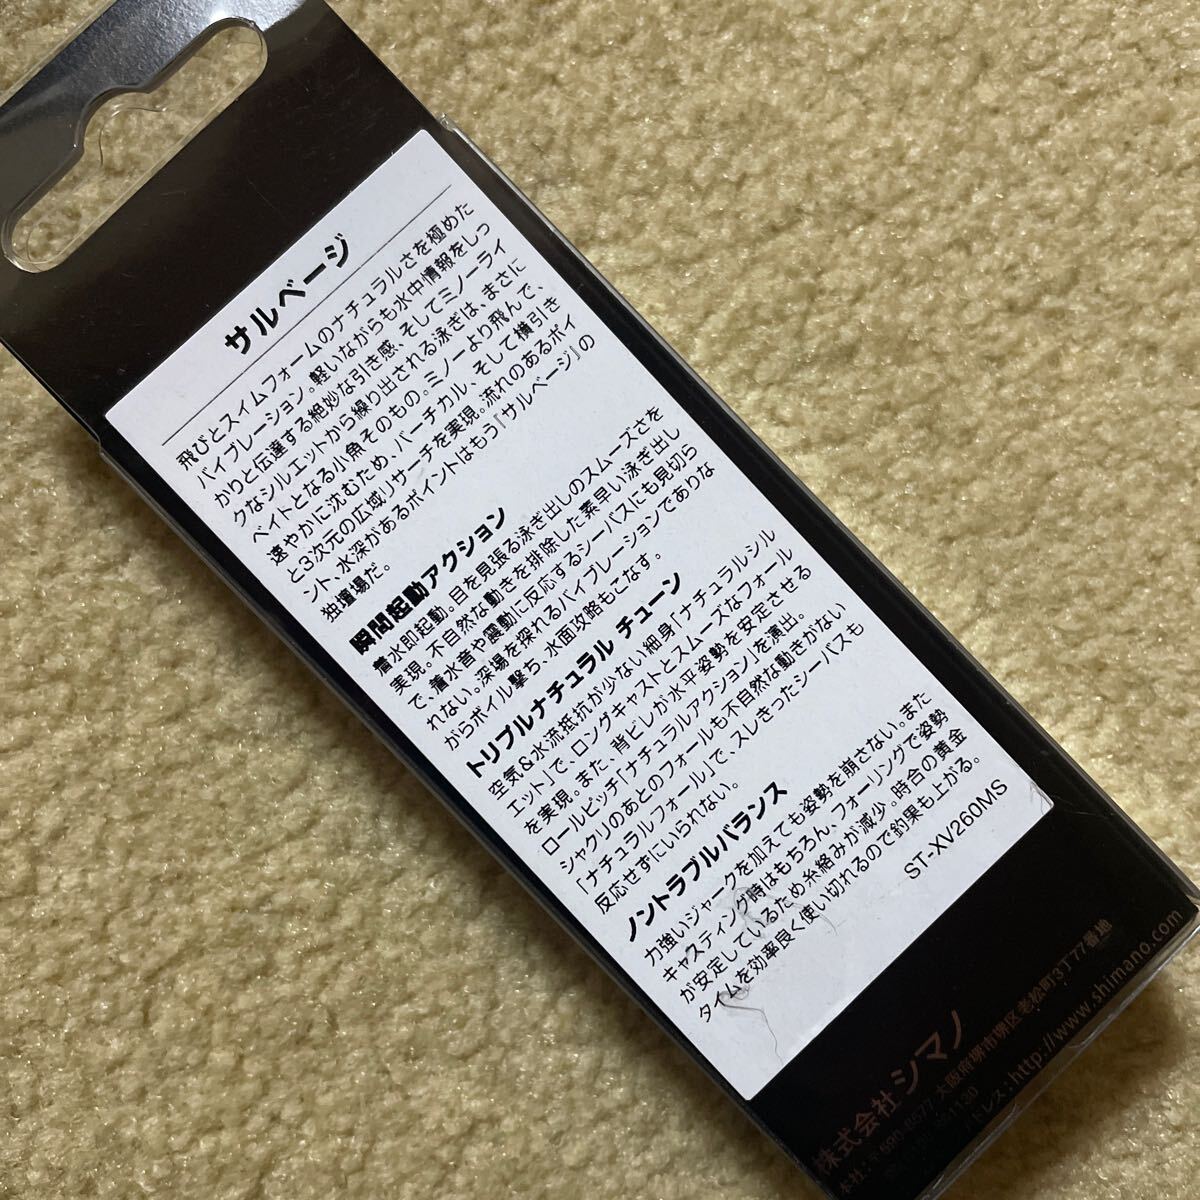 サルベージ
飛びとスイムフォームのナチュラルさを極めた
バイブレーション。軽いながらも水中情報をしっ
かりと伝達する絶妙な引き感、そしてミノーライ
クなシルエットから繰り出される泳ぎは、まさに
ベイトとなる小魚そのもの。ミノーより飛んで、
速やかに沈むため、バーチカル、そして横引き
と3次元の広域リサーチを実現。流れのあるポイ
ント、水深があるポイントはもう『サルベージ』の
独壇場だ。
瞬間起動アクション
着水即起動。目を見張る泳ぎ出しのスムーズさを
実現。不自然な動きを排除した素早い泳ぎ出し
で、着水音や震動に反応するシーバスにも見切ら
れない。深場を探れるバイブレーションでありな
がらボイル撃ち、水面攻略もこなす。
トリプルナチュラル チューン
空気&水流抵抗が少ない細身「ナチュラルシル
エット」で、ロングキャストとスムーズなフォール
を実現。また、背ビレが水平姿勢を安定させる
ロールピッチ「ナチュラルアクション」を演出。
シャクリのあとのフォールも不自然な動きがない
「ナチュラルフォール」で、スレきったシーバスも
反応せずにいられない。
ノントラブルバランス
力強いジャークを加えても姿勢を崩さない。また
キャスティング時はもちろん、フォーリングで姿勢
が安定しているため糸絡みが減少。時合の黄金
タイムを効率良く使い切れるので釣果も上がる。
ST-XV260MS
株式会社 シマノ
本社:〒590-8577 大阪府堺市堺区老松町3丁77番地
アドレス:http://www.shimano.com